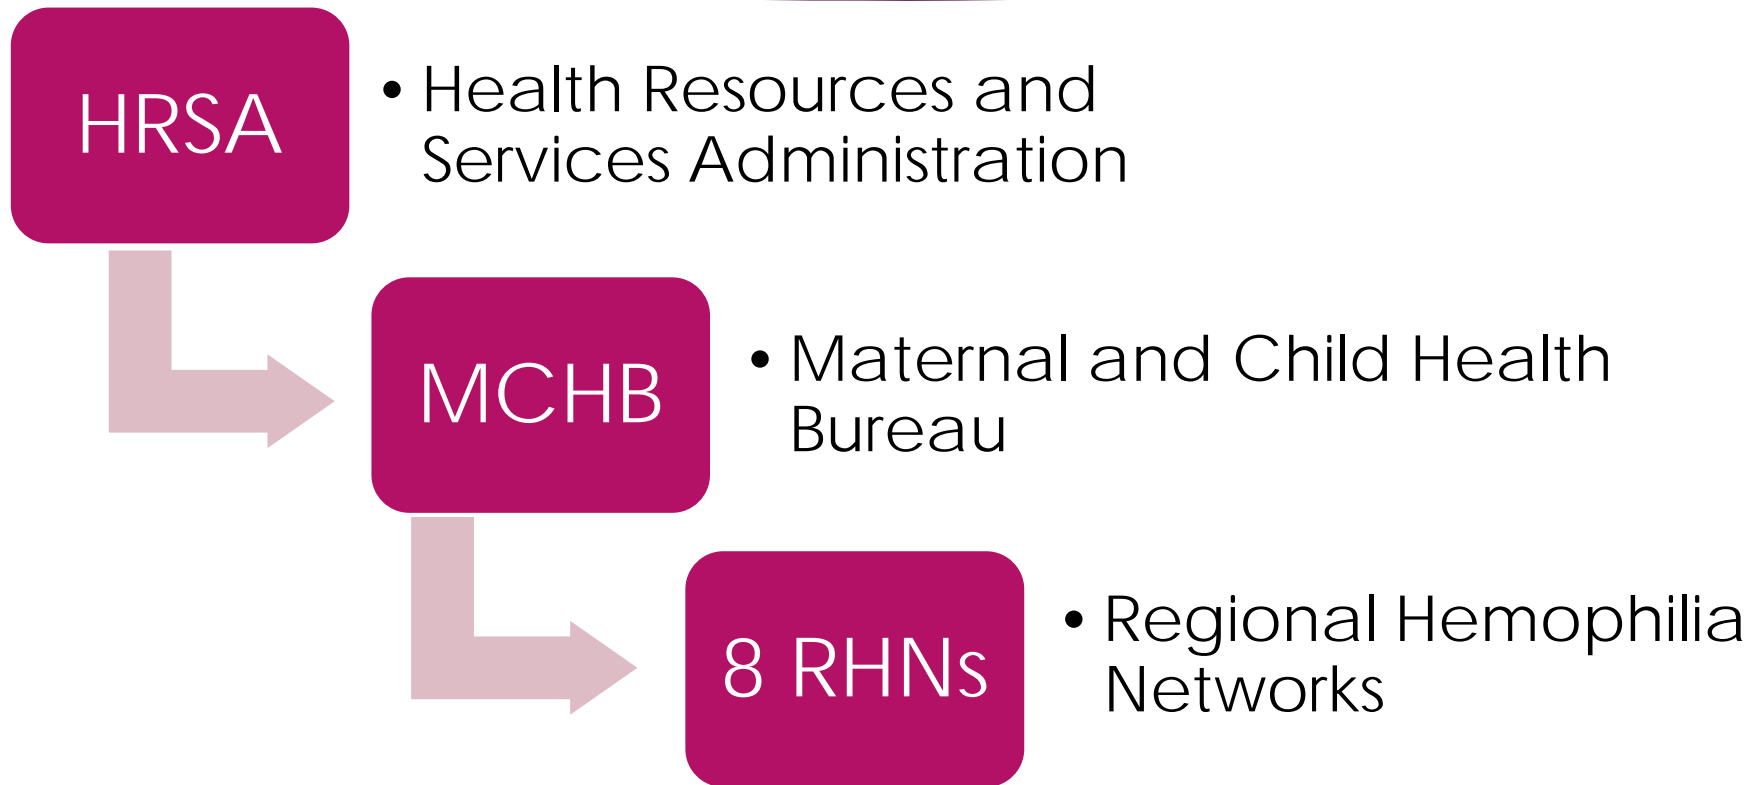 HRSA
• Health Resources and
Services Administration
MCHB
• Maternal and Child Health
Bureau
8 RHNs
• Regional Hemophilia
Networks